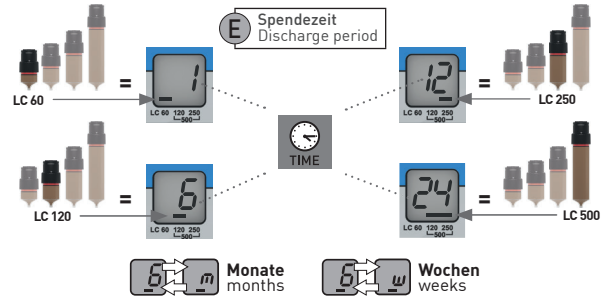 E Spendezeit
Discharge period
LC 60 = 1
LC 60 120 250
500
12 = LC 250
LC 60 120 250
500
TIME
LC 120 = 6
LC 60 120 250
500
24 = LC 500
LC 60 120 250
500
6 m Monate
months
6 w Wochen
weeks